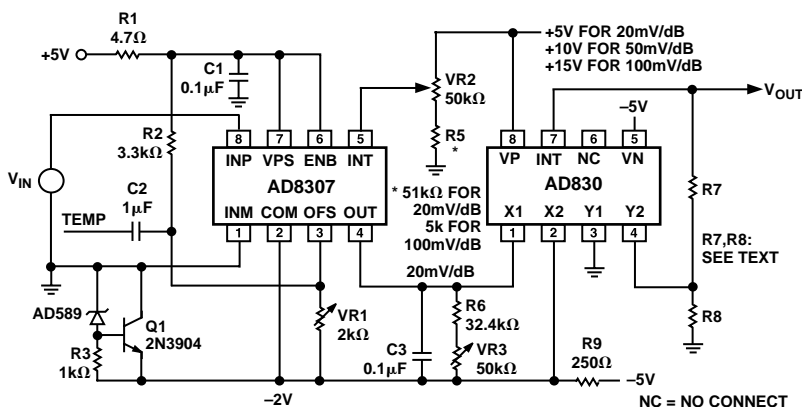 R1
4.7Ω
+5V
C1
0.1µF
R2
3.3kΩ
VR2
50kΩ
R5
*
+5V FOR 20mV/dB
+10V FOR 50mV/dB
+15V FOR 100mV/dB
VOUT
–5V
8 7 6 5
INP VPS ENB INT
AD8307
INM COM OFS OUT
1 2 3 4
8 7 6 5
VP INT NC VN
AD830
X1 X2 Y1 Y2
1 2 3 4
VIN
C2
1µF
TEMP
* 51kΩ FOR
20mV/dB
5k FOR
100mV/dB
R7
R7,R8:
SEE TEXT
R8
20mV/dB
AD589
Q1
2N3904
R3
1kΩ
VR1
2kΩ
C3
0.1µF
R6
32.4kΩ
VR3
50kΩ
R9
250Ω
–5V
–2V
NC = NO CONNECT